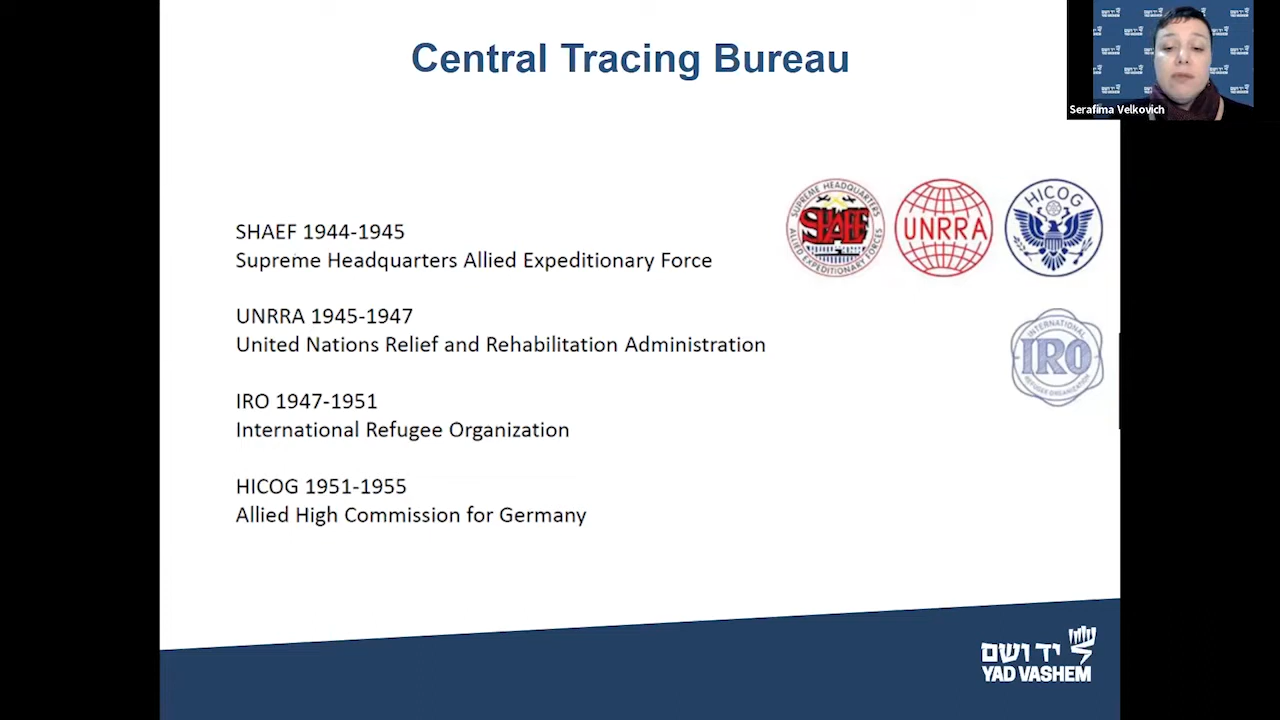 Central Tracing Bureau
Serafima Velkovich
SHAEF 1944-1945
Supreme Headquarters Allied Expeditionary Force
UNRRA 1945-1947
United Nations Relief and Rehabilitation Administration
IRO 1947-1951
International Refugee Organization
HICOG 1951-1955
Allied High Commission for Germany
SUPREME HEADQUARTERS
SHAEF
ALLIED EXPEDITIONARY FORCES
UNRRA
HICOG
INTERNATIONAL
IRO
REFUGEE ORGANIZATION
יד ושם
YAD VASHEM